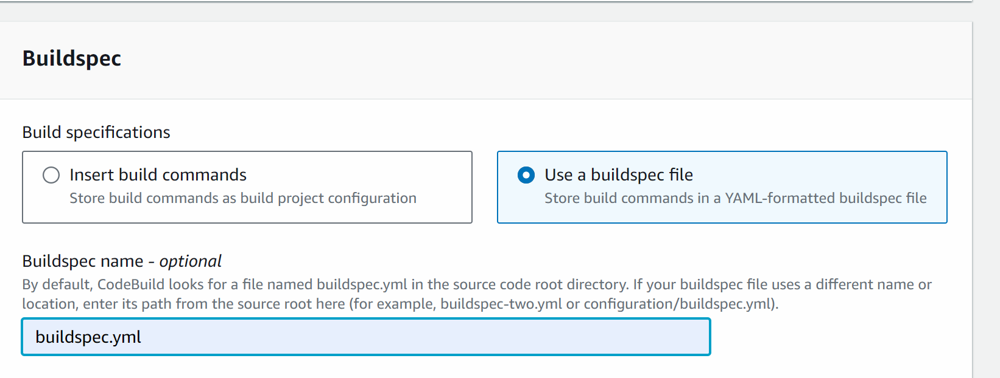 Buildspec
Build specifications
Insert build commands
Store build commands as build project configuration
Use a buildspec file
Store build commands in a YAML-formatted buildspec file
Buildspec name - optional
By default, CodeBuild looks for a file named buildspec.yml in the source code root directory. If your buildspec file uses a different name or
location, enter its path from the source root here (for example, buildspec-two.yml or configuration/buildspec.yml).
buildspec.yml